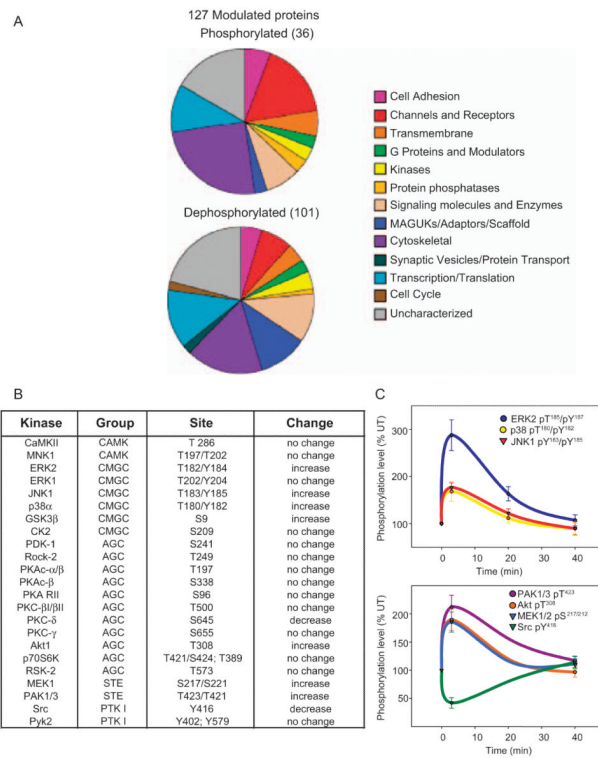 A
127 Modulated proteins
Phosphorylated (36)
Dephosphorylated (101)
Cell Adhesion
Channels and Receptors
Transmembrane
G Proteins and Modulators
Kinases
Protein phosphatases
Signaling molecules and Enzymes
MAGUKs/Adaptors/Scaffold
Cytoskeletal
Synaptic Vesicles/Protein Transport
Transcription/Translation
Cell Cycle
Uncharacterized
B
Kinase Group Site Change
CaMKII CAMK T 286 no change
MNK1 CAMK T197/T202 no change
ERK2 CMGC T182/Y184 increase
ERK1 CMGC T202/Y204 no change
JNK1 CMGC T183/Y185 increase
p38α CMGC T180/Y182 increase
GSK3β CMGC S9 increase
CK2 CMGC S209 no change
PDK-1 AGC S241 no change
Rock-2 AGC T249 no change
PKAc-α/β AGC T197 no change
PKAc-β AGC S338 no change
PKA RII AGC S96 no change
PKC-βI/βII AGC T500 no change
PKC-δ AGC S645 decrease
PKC-γ AGC S655 no change
Akt1 AGC T308 increase
p70S6K AGC T421/S424; T389 no change
RSK-2 AGC T573 no change
MEK1 STE S217/S221 increase
PAK1/3 STE T423/T421 increase
Src PTK I Y416 decrease
Pyk2 PTK I Y402; Y579 no change
C
Phosphorylation level (% UT)
300
200
100
ERK2 pT185/pY187
p38 pT180/pY182
JNK1 pY183/pY185
0 10 20 30 40
Time (min)
Phosphorylation level (% UT)
200
150
100
50
PAK1/3 pT423
Akt pT308
MEK1/2 pS217/212
Src pY416
0 10 20 30 40
Time (min)